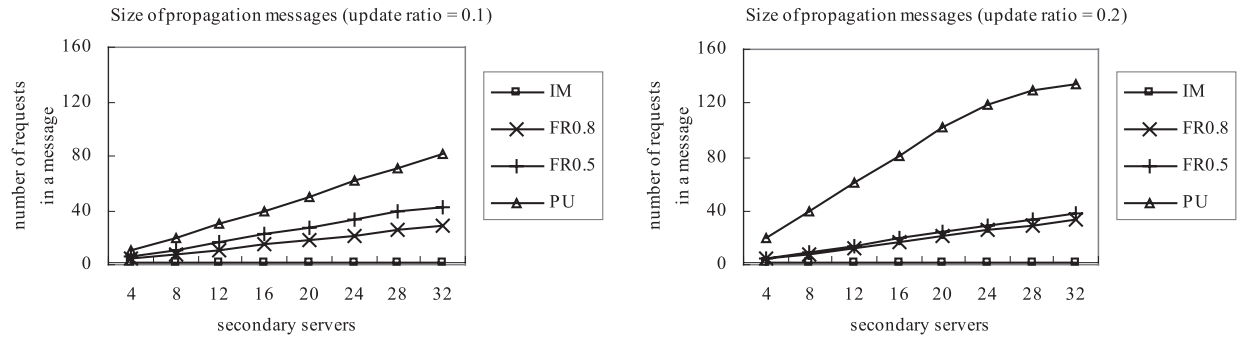 Size of propagation messages (update ratio = 0.1)
160
120
80
40
0
number of requests
in a message
4 8 12 16 20 24 28 32
secondary servers
IM
FR0.8
FR0.5
PU
Size of propagation messages (update ratio = 0.2)
160
120
80
40
0
number of requests
in a message
4 8 12 16 20 24 28 32
secondary servers
IM
FR0.8
FR0.5
PU